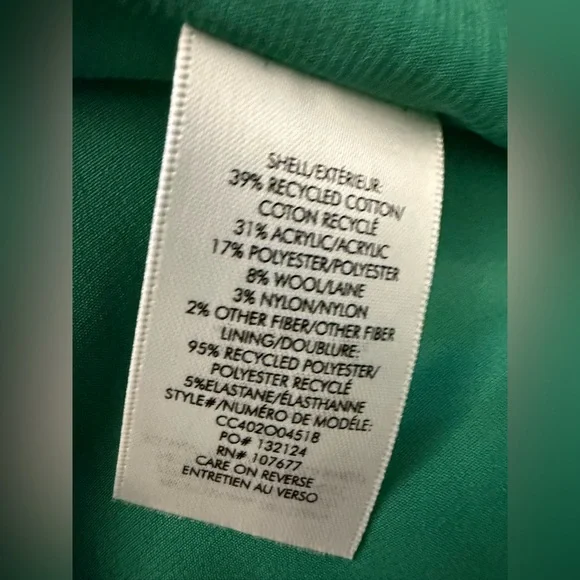 SHELL/EXTÉRIEUR:
39% RECYCLED COTTON/
COTON RECYCLÉ
31% ACRYLIC/ACRYLIC
17% POLYESTER/POLYESTER
8% WOOL/LAINE
3% NYLON/NYLON
2% OTHER FIBER/OTHER FIBER
LINING/DOUBLURE:
95% RECYCLED POLYESTER/
POLYESTER RECYCLÉ
5%ELASTANE/ÉLASTHANNE
STYLE#/NUMÉRO DE MODÈLE:
CC402O04518
PO# 132124
RN# 107677
CARE ON REVERSE
ENTRETIEN AU VERSO